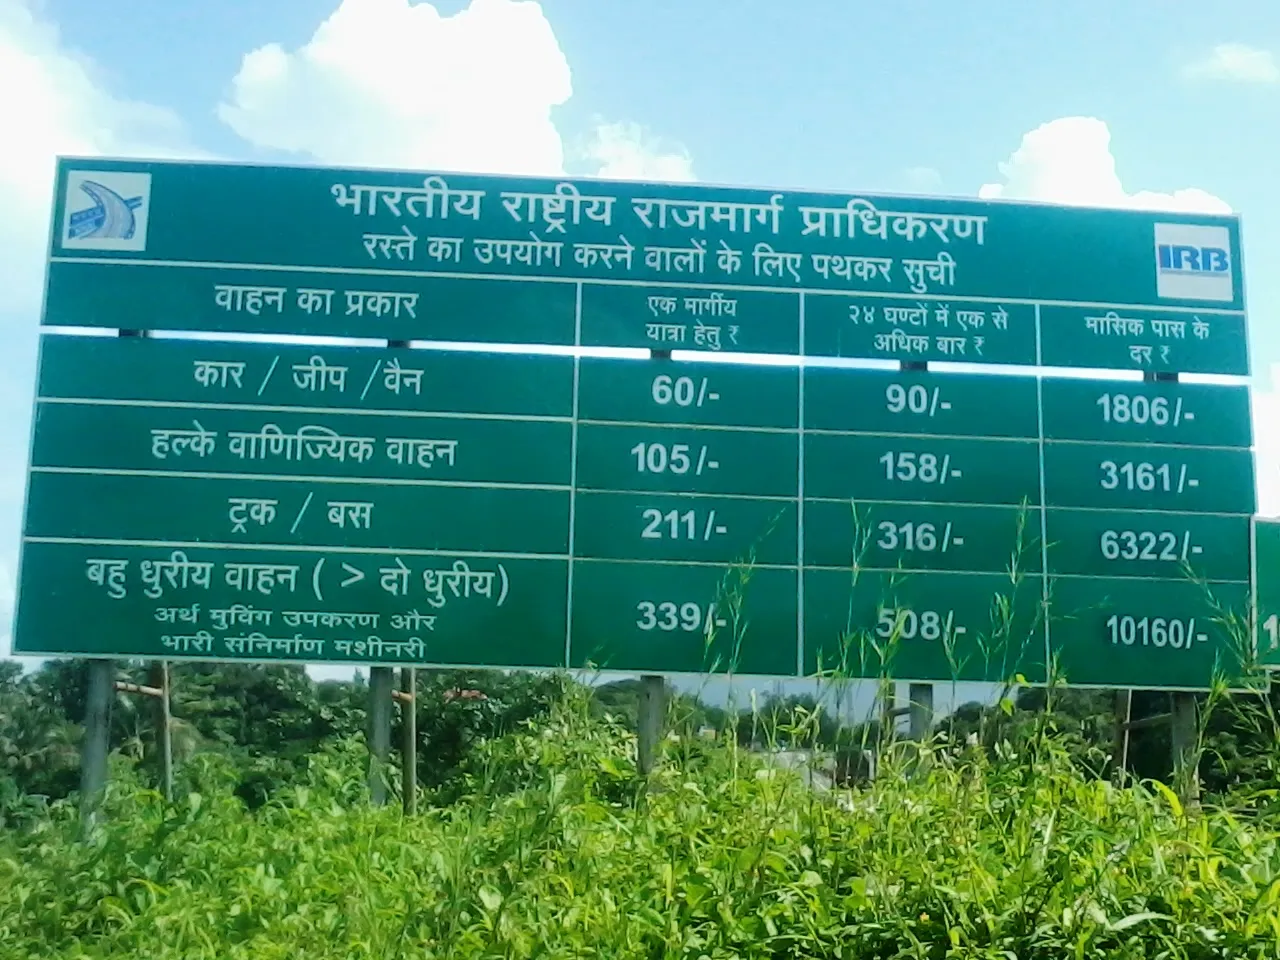 भारतीय राष्ट्रीय राजमार्ग प्राधिकरण
रस्ते का उपयोग करने वालों के लिए पथकर सुची
IRB
वाहन का प्रकार
एक मार्गीय
यात्रा हेतु ₹
२४ घण्टों में एक से
अधिक बार ₹
मासिक पास के
दर ₹
कार / जीप / वैन 60/- 90/- 1806/-
हल्के वाणिज्यिक वाहन 105/- 158/- 3161/-
ट्रक / बस 211/- 316/- 6322/-
बहु धुरीय वाहन ( > दो धुरीय)
अर्थ मुविंग उपकरण और
भारी संनिर्माण मशीनरी
339/- 508/- 10160/-